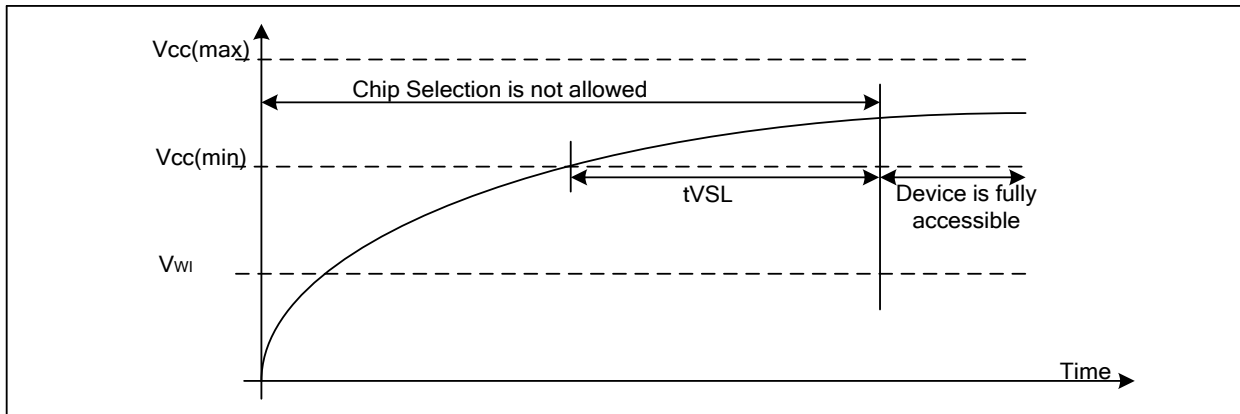 Vcc(max)
Chip Selection is not allowed
Vcc(min)
tVSL
Device is fully
accessible
VWI
Time